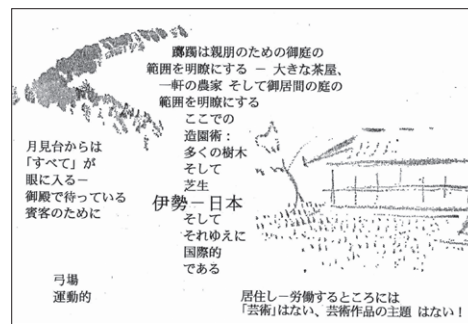 躑躅は親朋のための御庭の
範囲を明瞭にする － 大きな茶屋、
一軒の農家 そして御居間の庭の
範囲を明瞭にする
ここでの
造園術：
多くの樹木
そして
芝生
伊勢－日本
そして
それゆえに
国際的
である
月見台からは
「すべて」が
眼に入る－
御殿で待っている
賓客のために
弓場
運動的
居住し－労働するところには
「芸術」はない、芸術作品の主題 はない！